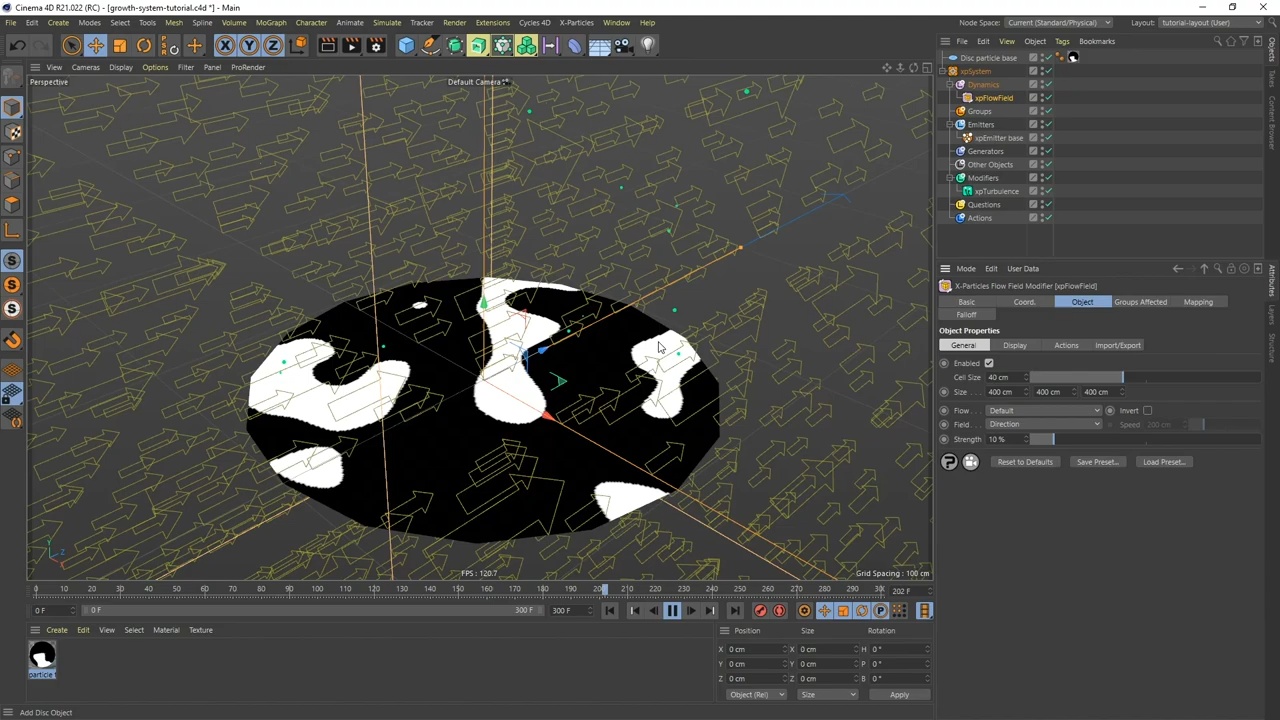 Cinema 4D R21.022 (RC) - [growth-system-tutorial.c4d *] - Main
File Edit Create Modes Select Tools Mesh Spline Volume MoGraph Character Animate Simulate Tracker Render Extensions Cycles 4D X-Particles Window Help
Node Space: Current (Standard/Physical) Layout: tutorial-layout (User)
View Cameras Display Options Filter Panel ProRender
File Edit View Object Tags Bookmarks
Perspective
Default Camera
Disc particle base
xpSystem
Dynamics
xpFlowField
Groups
Emitters
xpEmitter base
Generators
Other Objects
Modifiers
xpTurbulence
Questions
Actions
Objects
Takes
Content Browser
Mode Edit User Data
X-Particles Flow Field Modifier [xpFlowField]
Basic Coord. Object Groups Affected Mapping
Falloff
Object Properties
General Display Actions Import/Export
Enabled
Cell Size 40 cm
Size . . . 400 cm 400 cm 400 cm
Flow . . . Default Invert
Field . . . Direction Speed 200 cm
Strength 10 %
Reset to Defaults Save Preset... Load Preset...
Attributes
Layers
Structure
FPS : 120.7
Grid Spacing : 100 cm
0 10 20 30 40 50 60 70 80 90 100 110 120 130 140 150 160 170 180 190 200 210 220 230 240 250 260 270 280 290 300 202 F
0 F 0 F 300 F 300 F
Create Edit View Select Material Texture
particle t
Position Size Rotation
X 0 cm X 0 cm H 0 °
Y 0 cm Y 0 cm P 0 °
Z 0 cm Z 0 cm B 0 °
Object (Rel) Size Apply
Add Disc Object